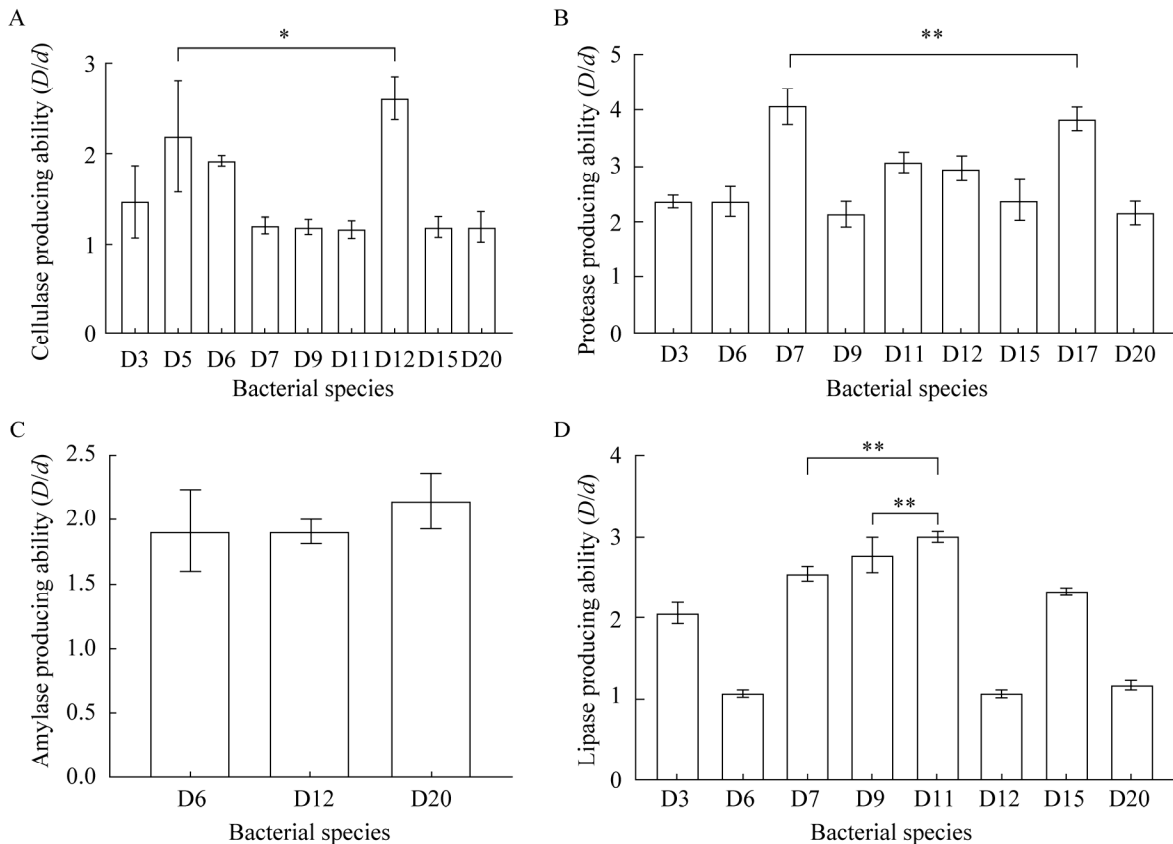 A
Cellulase producing ability (D/d)
3
2
1
0
*
D3 D5 D6 D7 D9 D11 D12 D15 D20
Bacterial species
B
Protease producing ability (D/d)
5
4
3
2
1
0
**
D3 D6 D7 D9 D11 D12 D15 D17 D20
Bacterial species
C
Amylase producing ability (D/d)
2.5
2.0
1.5
1.0
0.5
0.0
D6 D12 D20
Bacterial species
D
Lipase producing ability (D/d)
4
3
2
1
0
**
**
D3 D6 D7 D9 D11 D12 D15 D20
Bacterial species